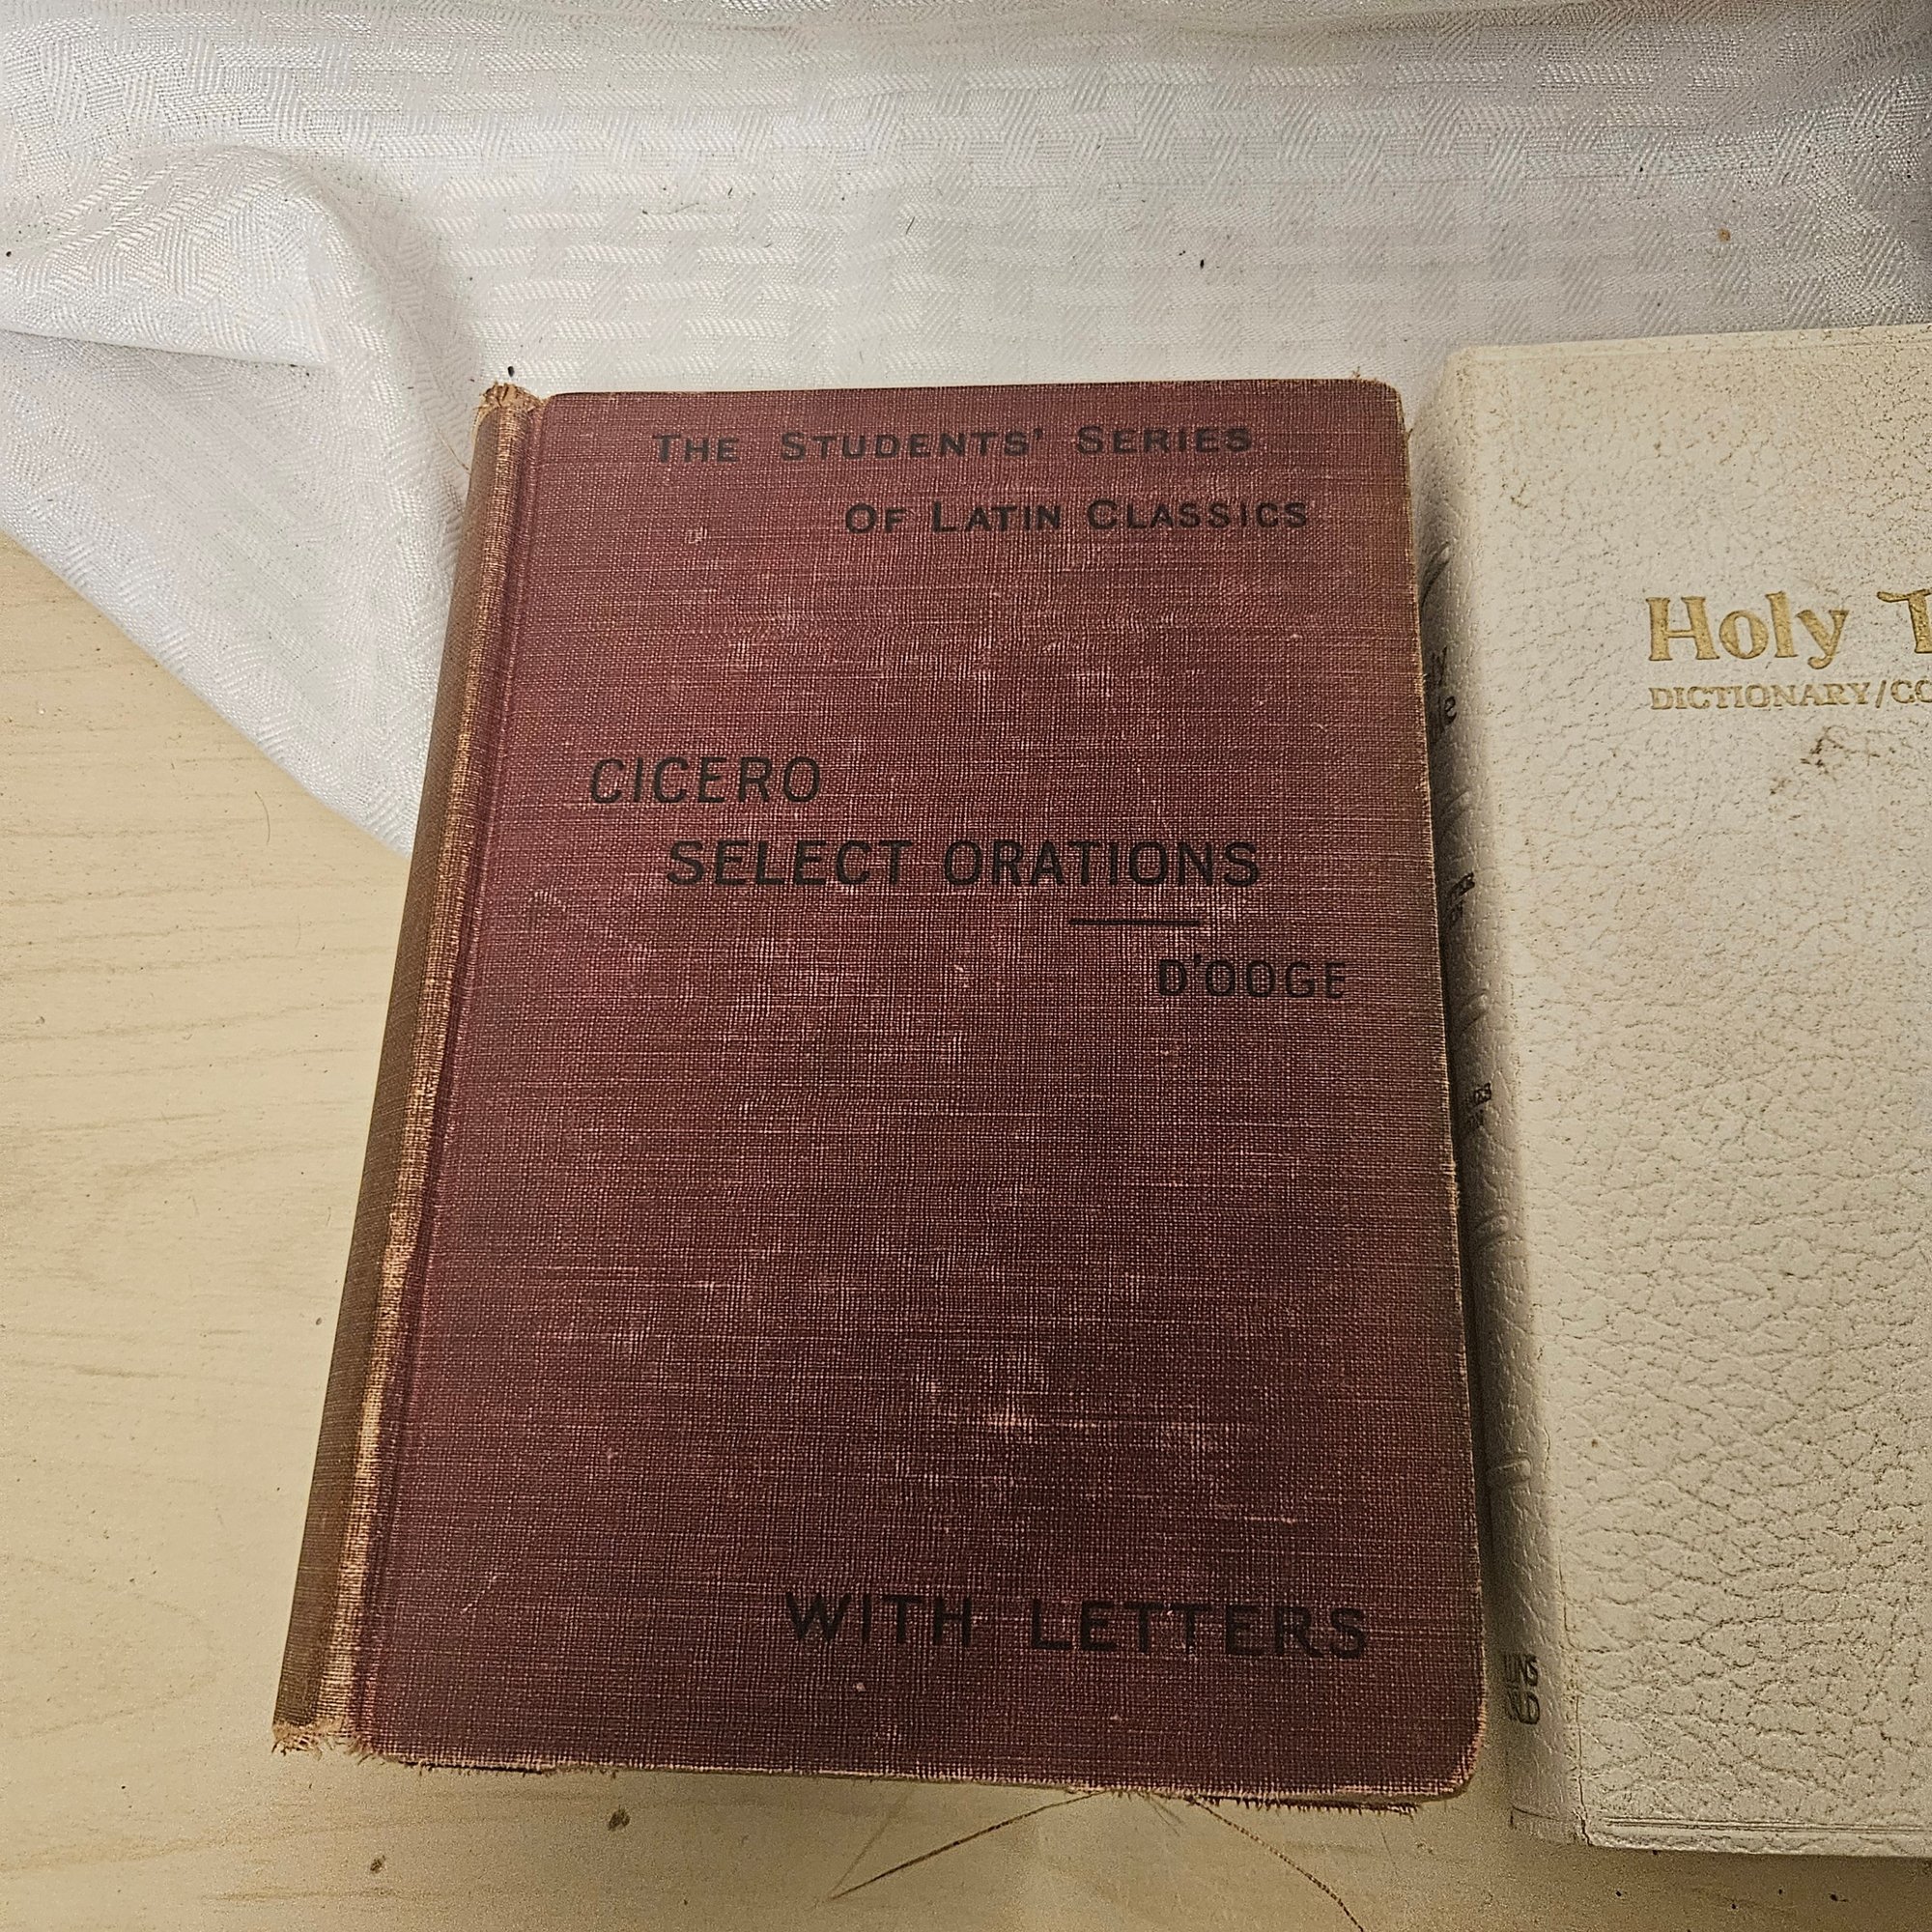 THE STUDENTS' SERIES
OF LATIN CLASSICS
CICERO
SELECT ORATIONS
D'OOGE
WITH LETTERS
Holy
DICTIONARY/CO